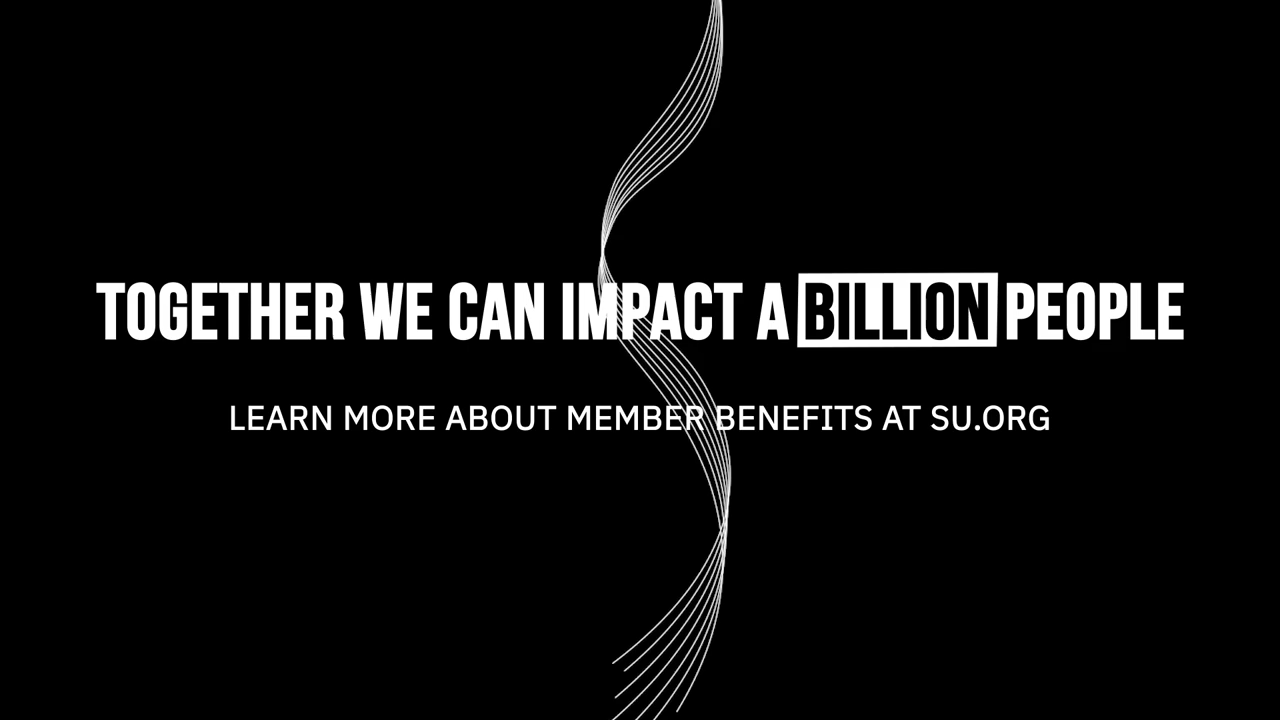 TOGETHER WE CAN IMPACT A BILLION PEOPLE
LEARN MORE ABOUT MEMBER BENEFITS AT SU.ORG